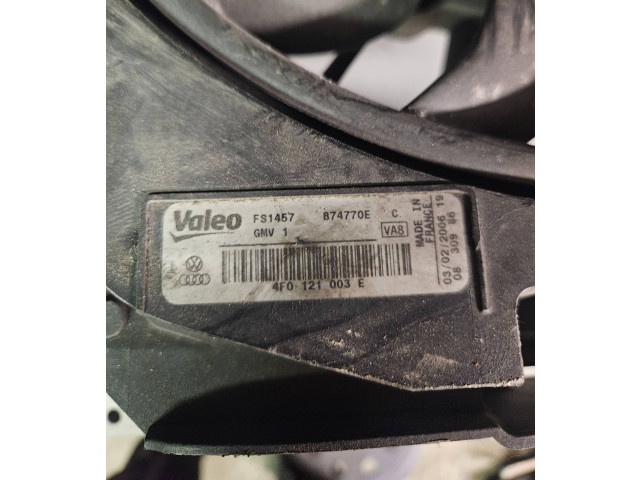 Valeo FS1457 874770E C
GMV 1 VA8
4F0 121 003 E
MADE IN
FRANCE
03/02/2006 19
08 309 86